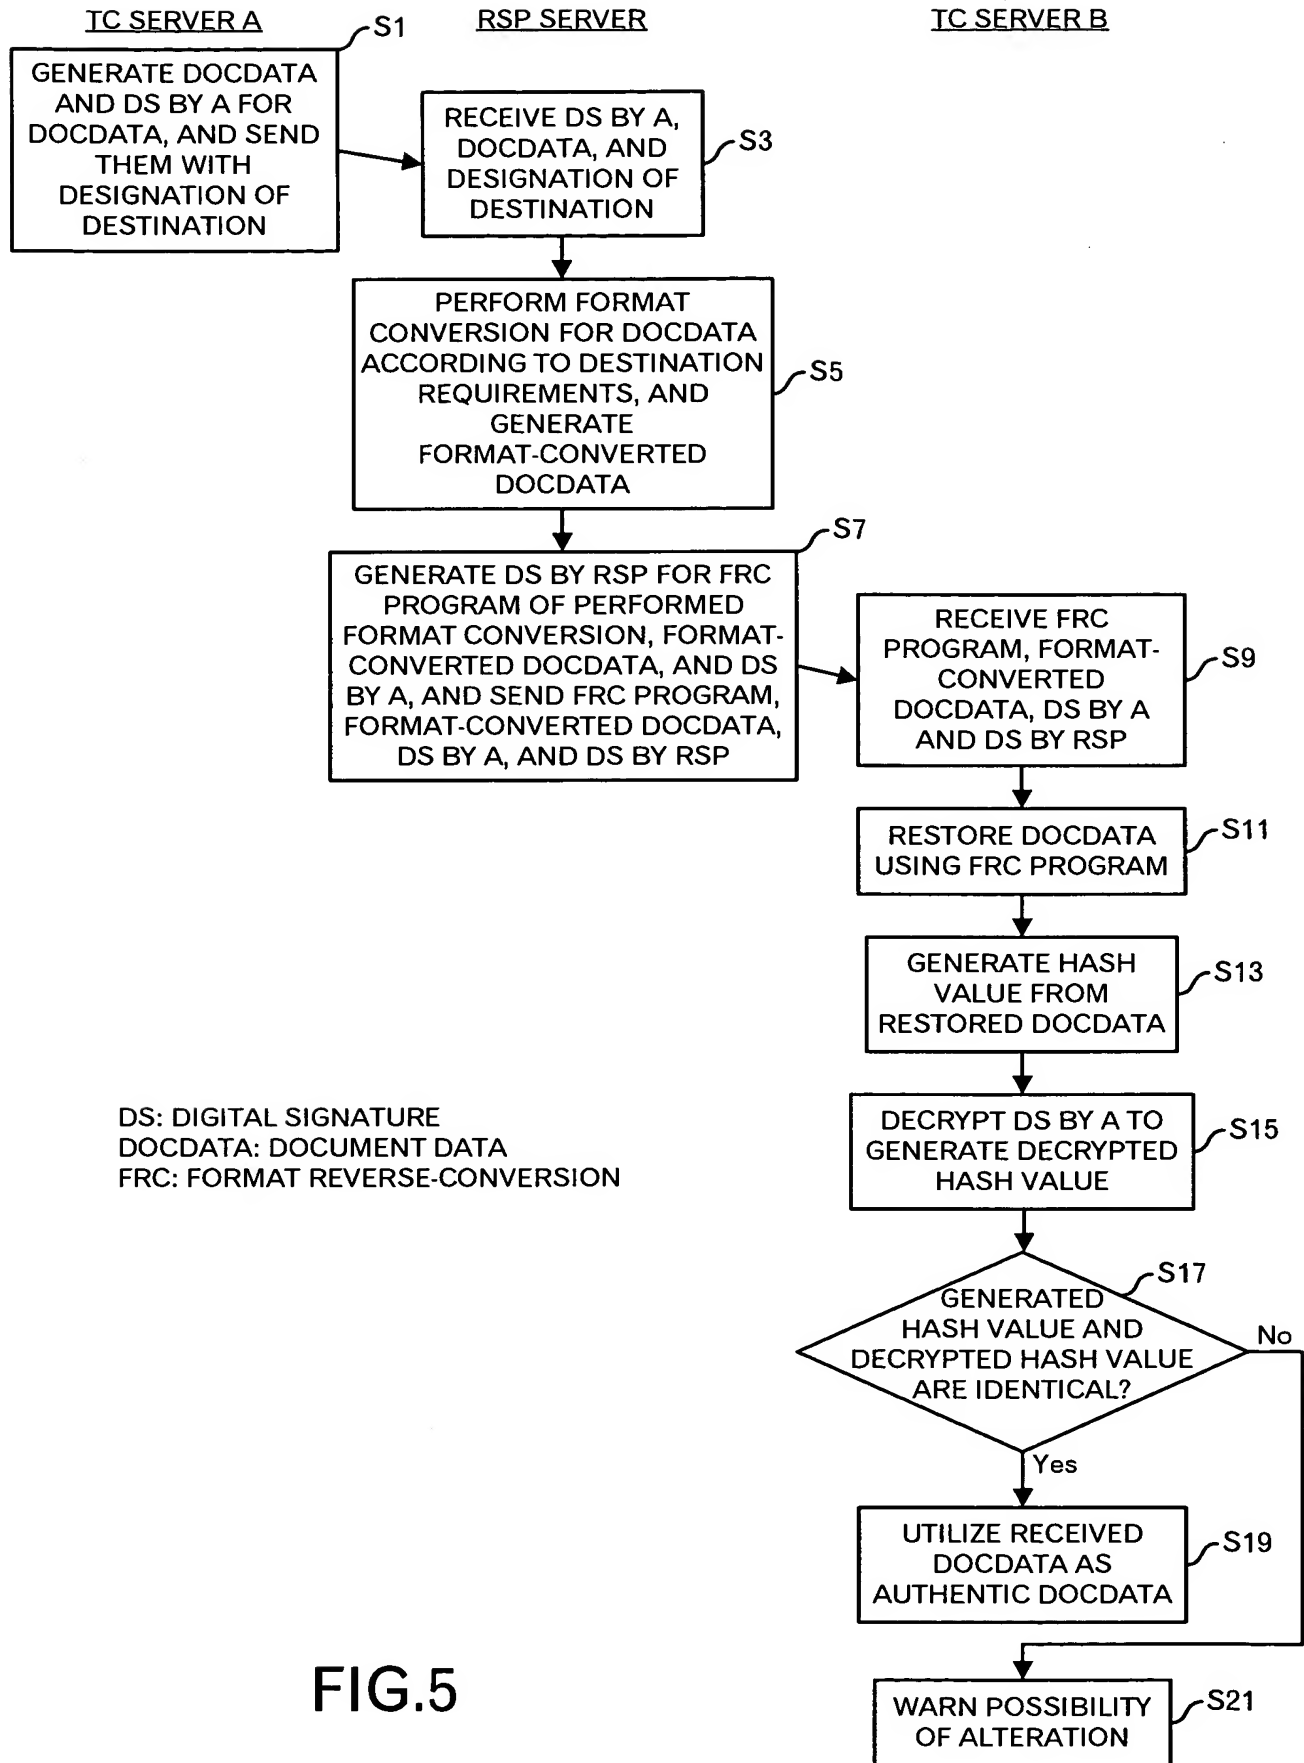 TC SERVER A
RSP SERVER
TC SERVER B
S1
GENERATE DOCDATA
AND DS BY A FOR
DOCDATA, AND SEND
THEM WITH
DESIGNATION OF
DESTINATION
RECEIVE DS BY A,
DOCDATA, AND
DESIGNATION OF
DESTINATION
S3
PERFORM FORMAT
CONVERSION FOR DOCDATA
ACCORDING TO DESTINATION
REQUIREMENTS, AND
GENERATE
FORMAT-CONVERTED
DOCDATA
S5
S7
GENERATE DS BY RSP FOR FRC
PROGRAM OF PERFORMED
FORMAT CONVERSION, FORMAT-
CONVERTED DOCDATA, AND DS
BY A, AND SEND FRC PROGRAM,
FORMAT-CONVERTED DOCDATA,
DS BY A, AND DS BY RSP
RECEIVE FRC
PROGRAM, FORMAT-
CONVERTED
DOCDATA, DS BY A
AND DS BY RSP
S9
RESTORE DOCDATA
USING FRC PROGRAM
S11
GENERATE HASH
VALUE FROM
RESTORED DOCDATA
S13
DS: DIGITAL SIGNATURE
DOCDATA: DOCUMENT DATA
FRC: FORMAT REVERSE-CONVERSION
DECRYPT DS BY A TO
GENERATE DECRYPTED
HASH VALUE
S15
S17
GENERATED
HASH VALUE AND
DECRYPTED HASH VALUE
ARE IDENTICAL?
No
Yes
UTILIZE RECEIVED
DOCDATA AS
AUTHENTIC DOCDATA
S19
FIG.5
WARN POSSIBILITY
OF ALTERATION
S21